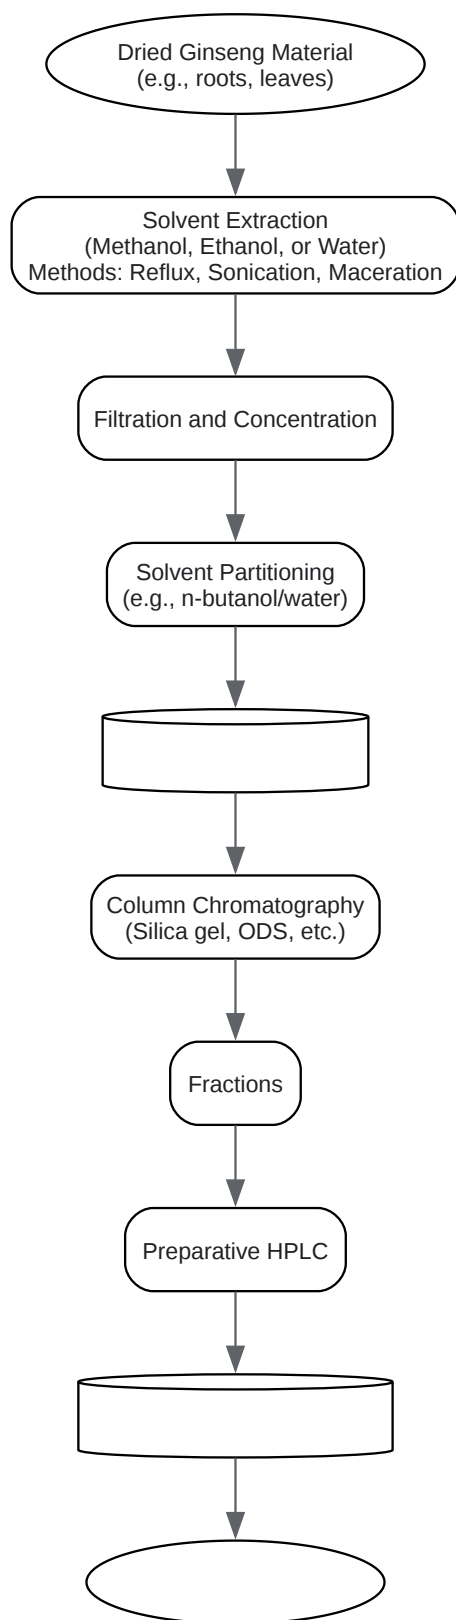 Dried Ginseng Material
(e.g., roots, leaves)
Solvent Extraction
(Methanol, Ethanol, or Water)
Methods: Reflux, Sonication, Maceration
Filtration and Concentration
Solvent Partitioning
(e.g., n-butanol/water)
Column Chromatography
(Silica gel, ODS, etc.)
Fractions
Preparative HPLC